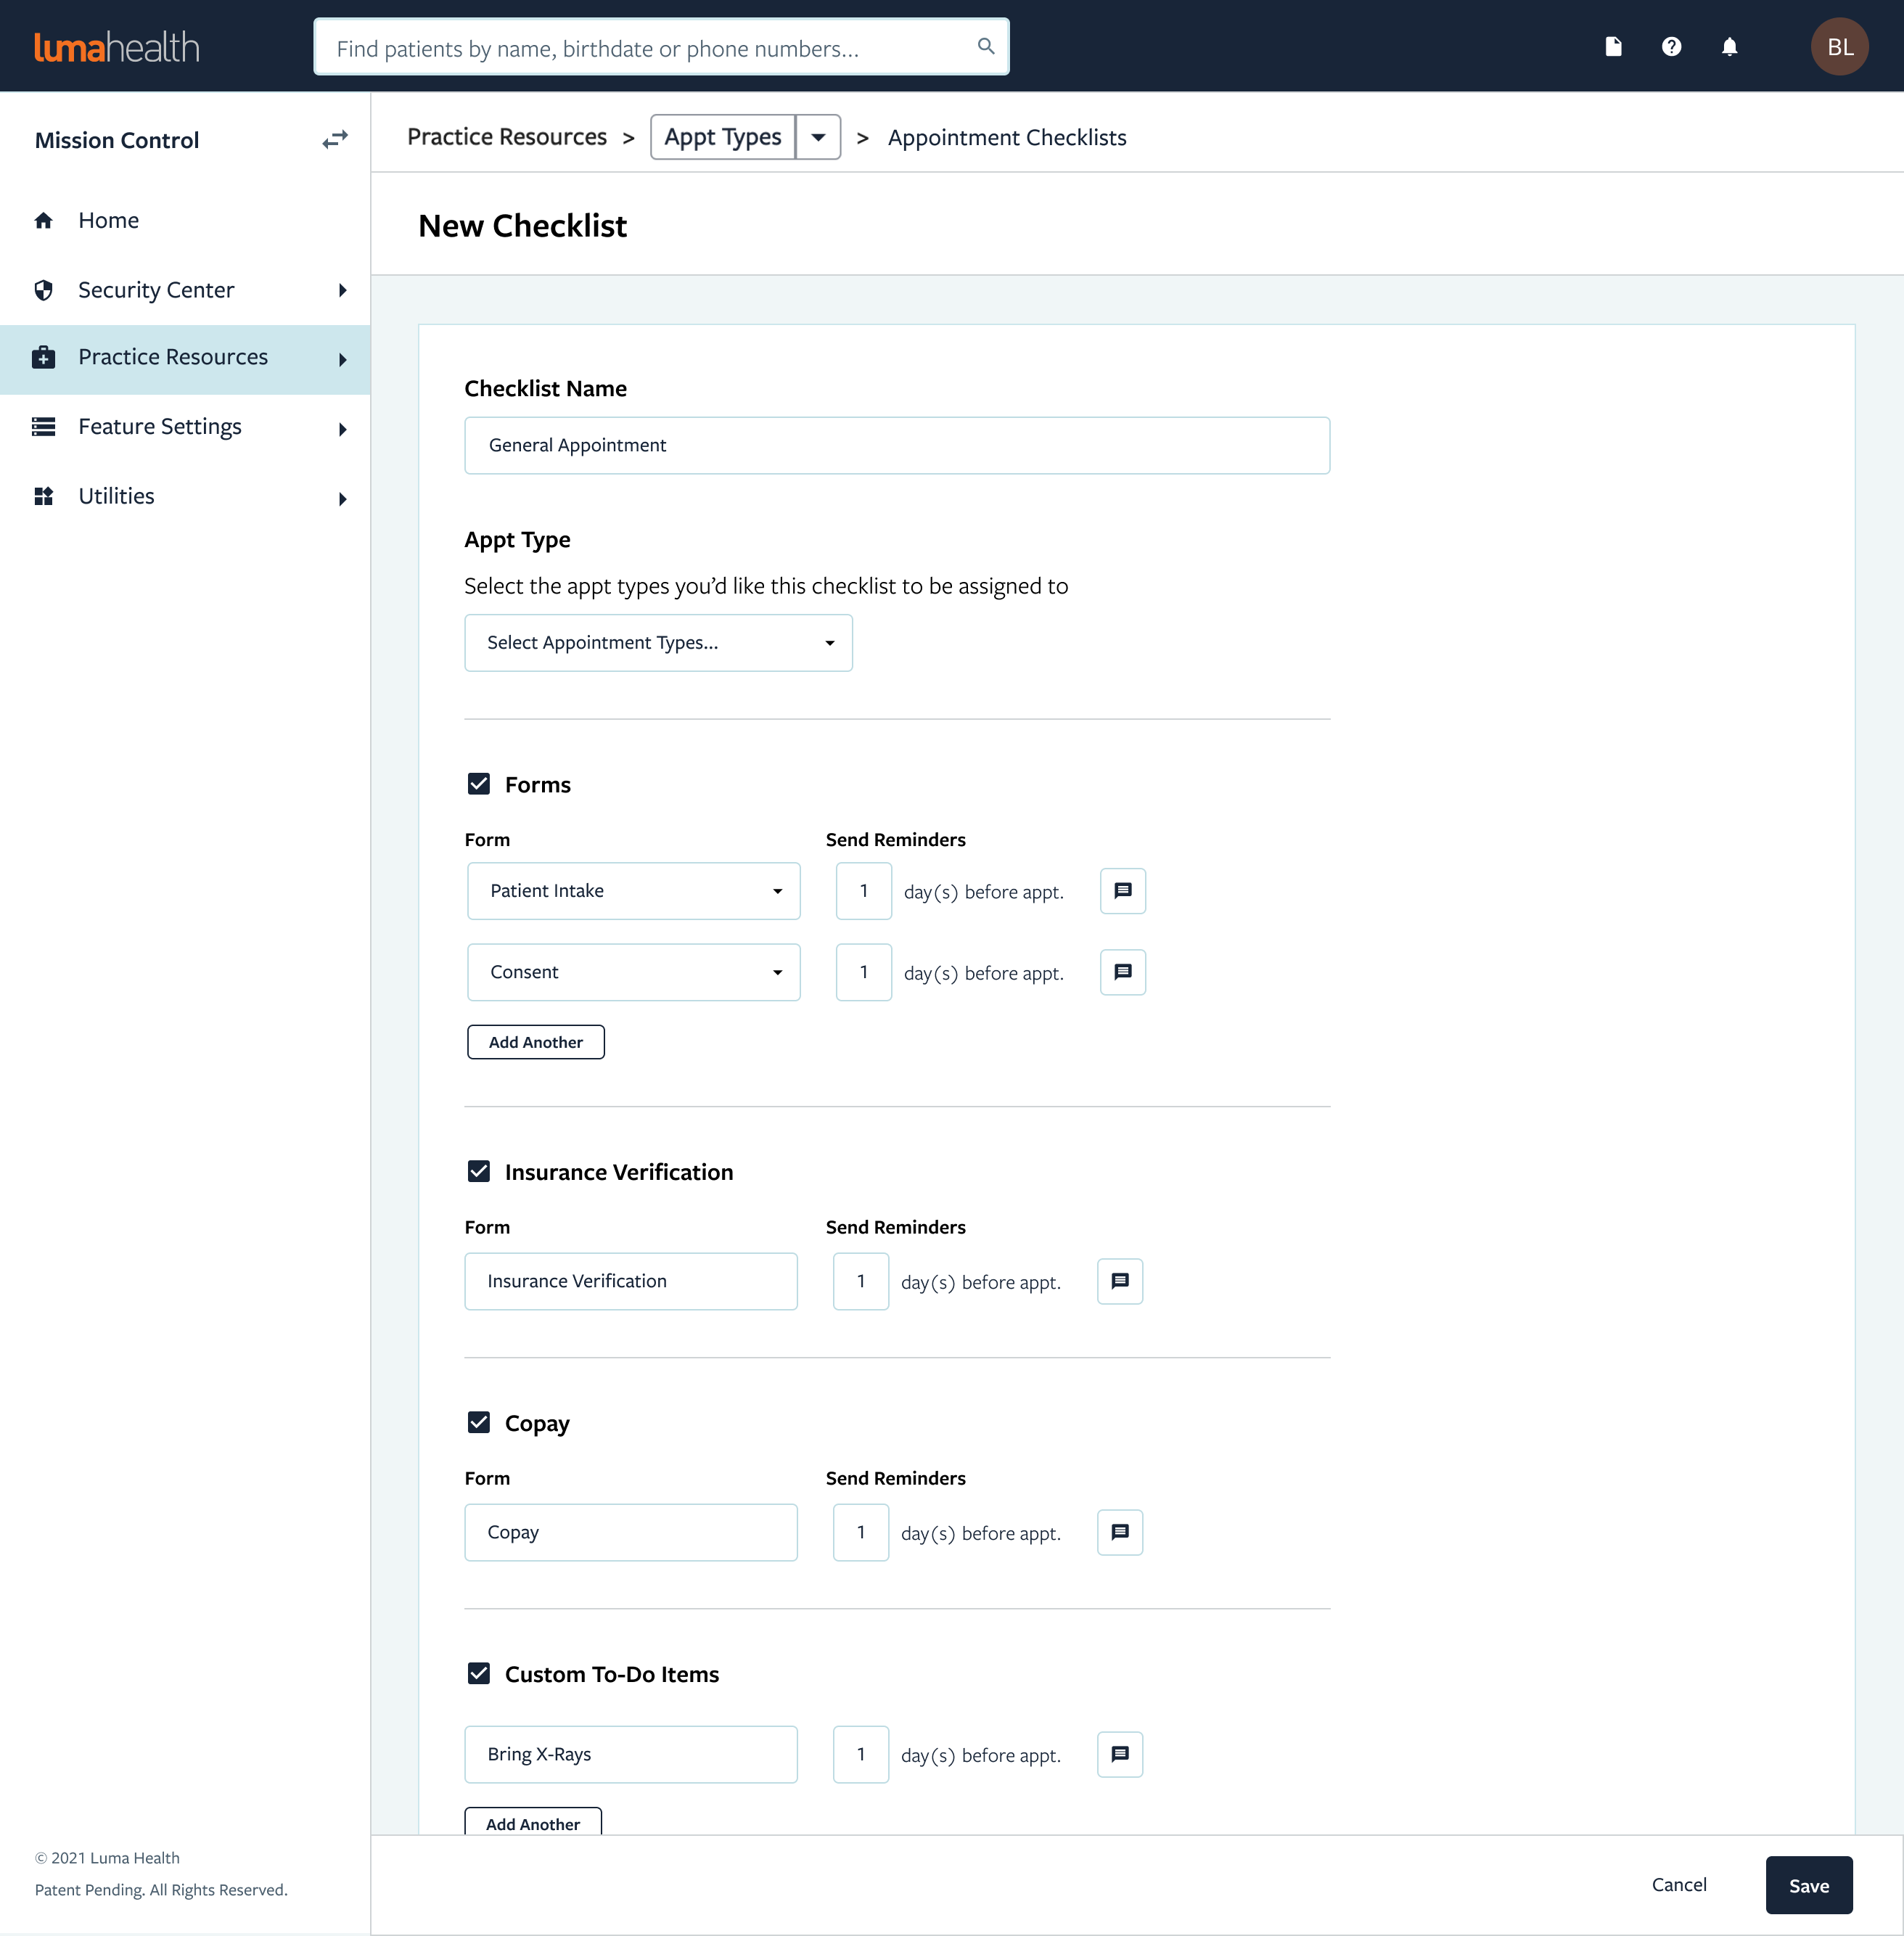 lumahealth
Find patients by name, birthdate or phone numbers...
BL
Mission Control
Home
Security Center
Practice Resources
Feature Settings
Utilities
Practice Resources > Appt Types > Appointment Checklists
New Checklist
Checklist Name
General Appointment
Appt Type
Select the appt types you’d like this checklist to be assigned to
Select Appointment Types...
Forms
Form Send Reminders
Patient Intake 1 day(s) before appt.
Consent 1 day(s) before appt.
Add Another
Insurance Verification
Form Send Reminders
Insurance Verification 1 day(s) before appt.
Copay
Form Send Reminders
Copay 1 day(s) before appt.
Custom To-Do Items
Bring X-Rays 1 day(s) before appt.
Add Another
© 2021 Luma Health
Patent Pending. All Rights Reserved.
Cancel Save